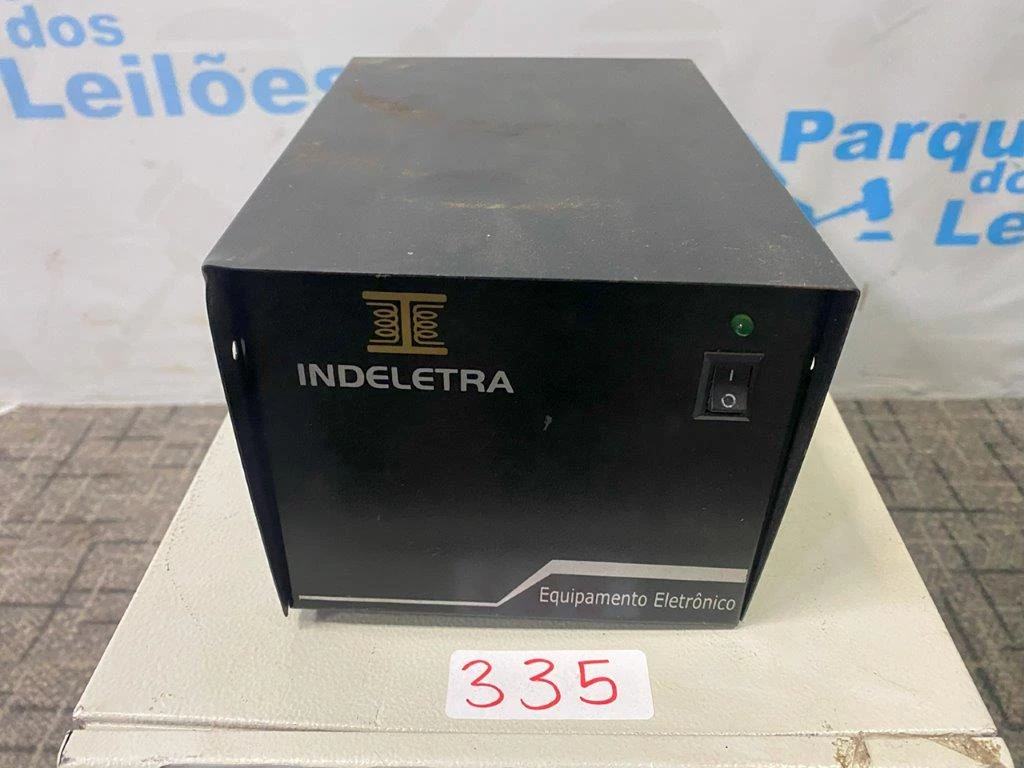 dos
Leilões
Parqu
do
Le
INDELETRA
Equipamento Eletrônico
335